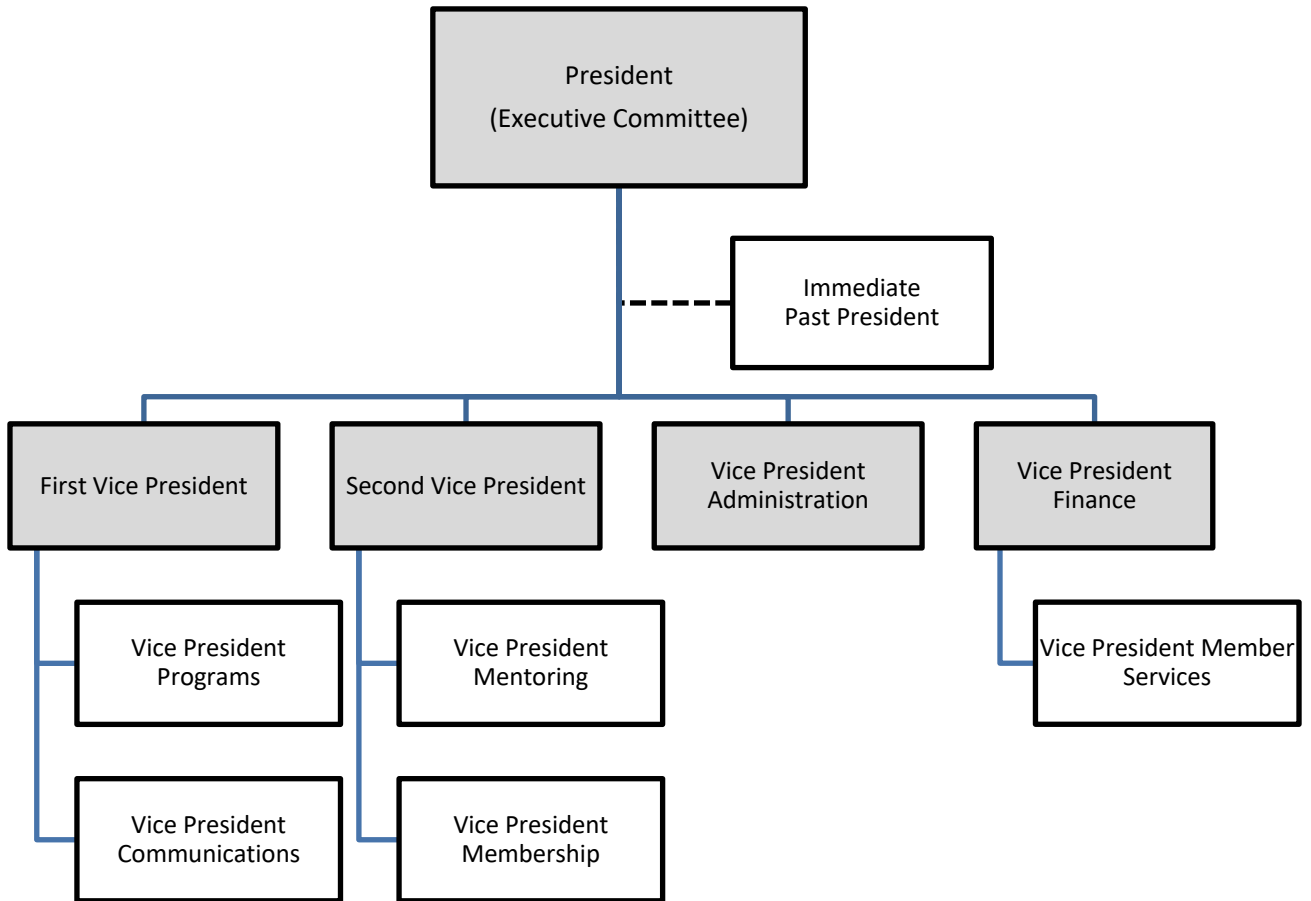 President
(Executive Committee)
Immediate
Past President
First Vice President
Second Vice President
Vice President
Administration
Vice President
Finance
Vice President
Programs
Vice President
Mentoring
Vice President Member
Services
Vice President
Communications
Vice President
Membership